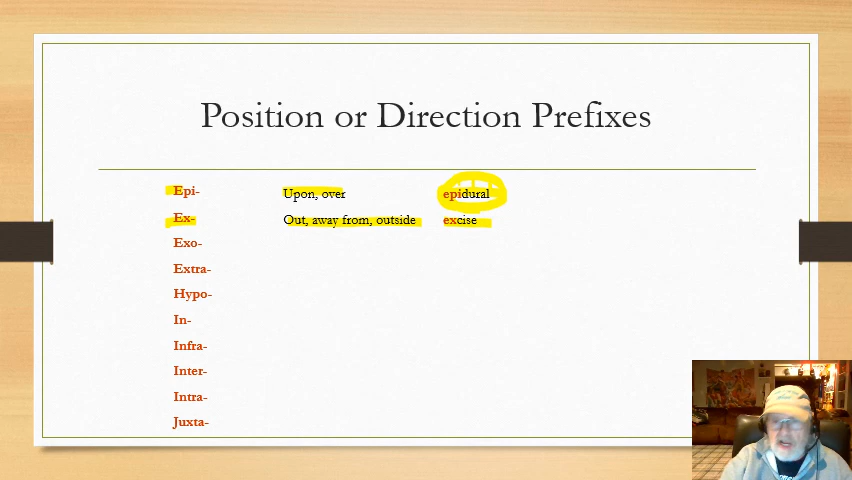 Position or Direction Prefixes
Epi- Upon, over epidural
Ex- Out, away from, outside excise
Exo-
Extra-
Hypo-
In-
Infra-
Inter-
Intra-
Juxta-